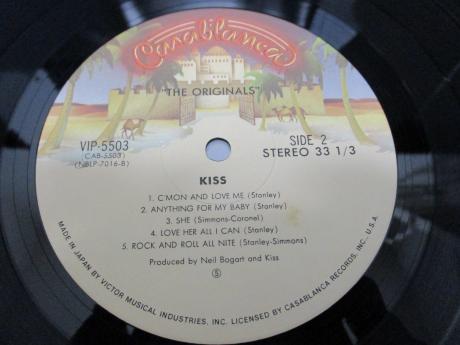 Casablanca
"THE ORIGINALS"
VIP-5503
(CAB-5503)
(NBLP-7016-B)
SIDE 2
STEREO 33 1/3
KISS
1. C'MON AND LOVE ME (Stanley)
2. ANYTHING FOR MY BABY (Stanley)
3. SHE (Simmons-Coronel)
4. LOVE HER ALL I CAN (Stanley)
5. ROCK AND ROLL ALL NITE (Stanley-Simmons)
Produced by Neil Bogart and Kiss
Ⓢ
MADE IN JAPAN BY VICTOR MUSICAL INDUSTRIES, INC. LICENSED BY CASABLANCA RECORDS, INC. U.S.A.